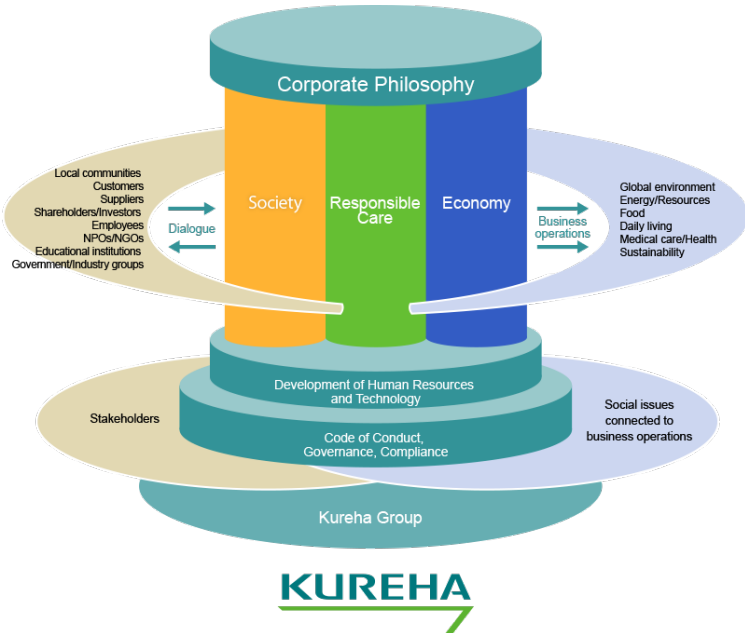 Corporate Philosophy
Local communities
Customers
Suppliers
Shareholders/Investors
Employees
NPOs/NGOs
Educational institutions
Government/Industry groups
Dialogue
Society
Responsible
Care
Economy
Business
operations
Global environment
Energy/Resources
Food
Daily living
Medical care/Health
Sustainability
Development of Human Resources
and Technology
Stakeholders
Code of Conduct,
Governance, Compliance
Social issues
connected to
business operations
Kureha Group
KUREHA